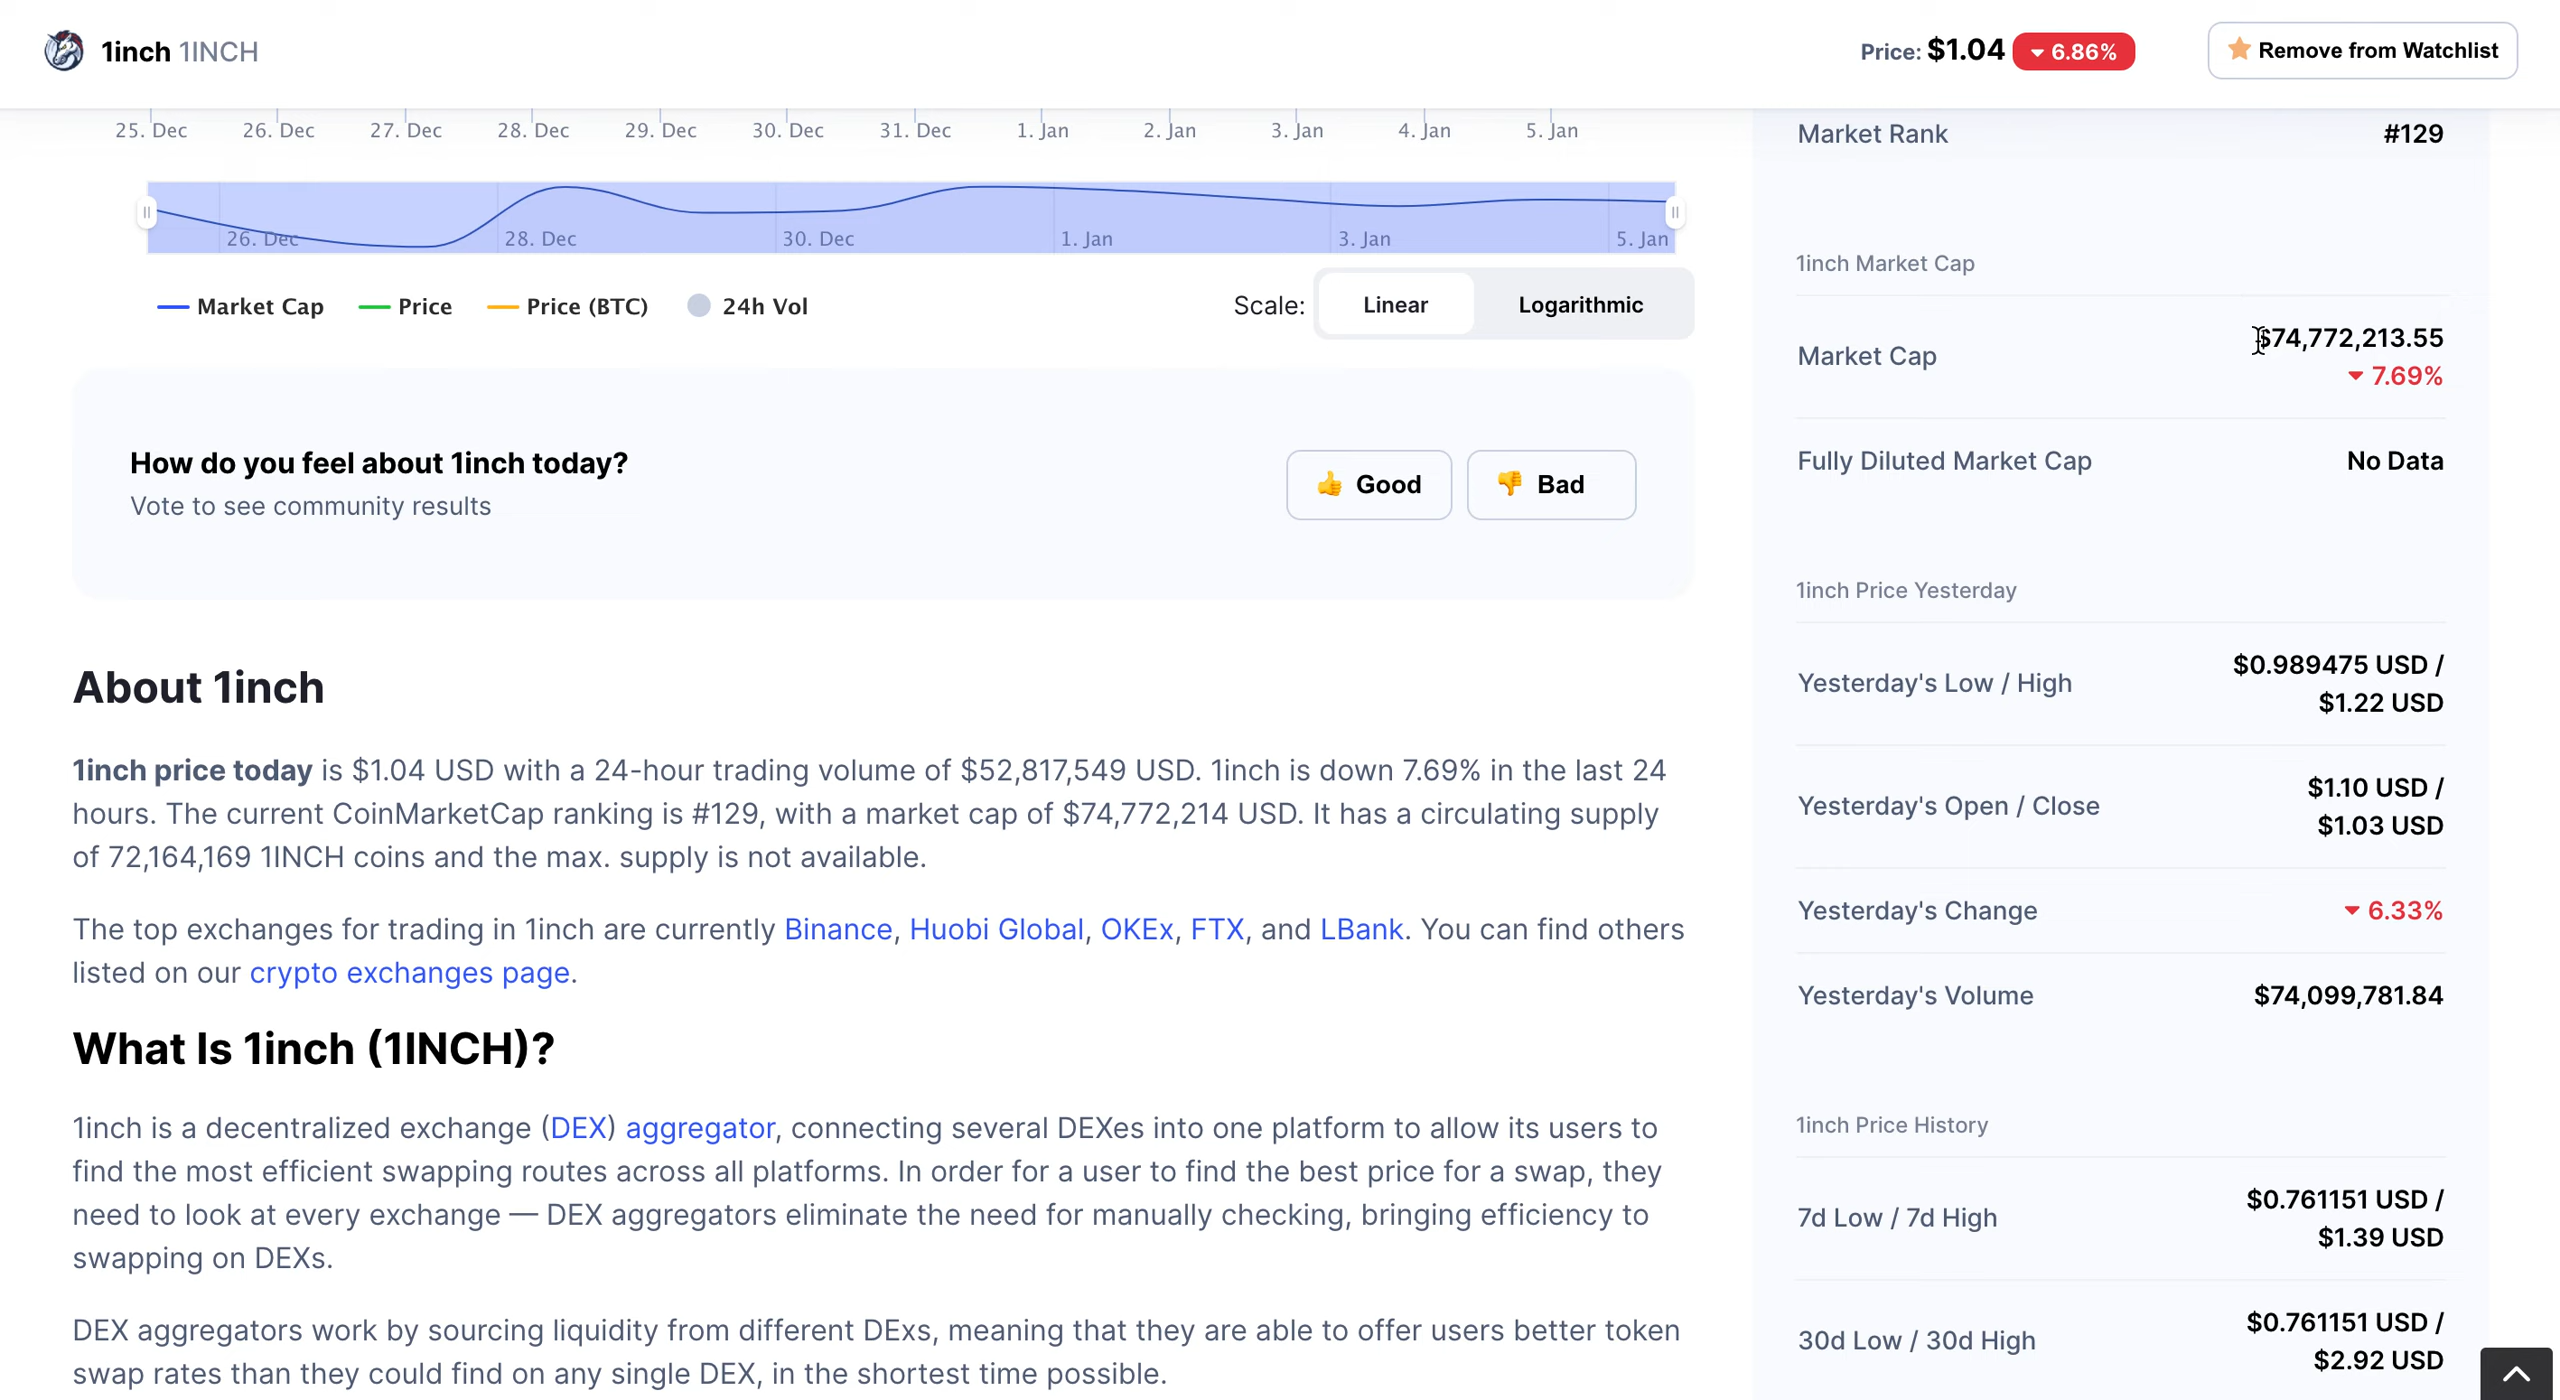 1inch 1INCH
Price: $1.04 6.86%
Remove from Watchlist
25. Dec 26. Dec 27. Dec 28. Dec 29. Dec 30. Dec 31. Dec 1. Jan 2. Jan 3. Jan 4. Jan 5. Jan
26. Dec 28. Dec 30. Dec 1. Jan 3. Jan 5. Jan
Market Cap Price Price (BTC) 24h Vol
Scale: Linear Logarithmic
How do you feel about 1inch today?
Vote to see community results
Good Bad
About 1inch
1inch price today is $1.04 USD with a 24-hour trading volume of $52,817,549 USD. 1inch is down 7.69% in the last 24
hours. The current CoinMarketCap ranking is #129, with a market cap of $74,772,214 USD. It has a circulating supply
of 72,164,169 1INCH coins and the max. supply is not available.
The top exchanges for trading in 1inch are currently Binance, Huobi Global, OKEx, FTX, and LBank. You can find others
listed on our crypto exchanges page.
What Is 1inch (1INCH)?
1inch is a decentralized exchange (DEX) aggregator, connecting several DEXes into one platform to allow its users to
find the most efficient swapping routes across all platforms. In order for a user to find the best price for a swap, they
need to look at every exchange — DEX aggregators eliminate the need for manually checking, bringing efficiency to
swapping on DEXs.
DEX aggregators work by sourcing liquidity from different DExs, meaning that they are able to offer users better token
swap rates than they could find on any single DEX, in the shortest time possible.
Market Rank #129
1inch Market Cap
Market Cap $74,772,213.55
7.69%
Fully Diluted Market Cap No Data
1inch Price Yesterday
Yesterday's Low / High $0.989475 USD /
$1.22 USD
Yesterday's Open / Close $1.10 USD /
$1.03 USD
Yesterday's Change 6.33%
Yesterday's Volume $74,099,781.84
1inch Price History
7d Low / 7d High $0.761151 USD /
$1.39 USD
30d Low / 30d High $0.761151 USD /
$2.92 USD